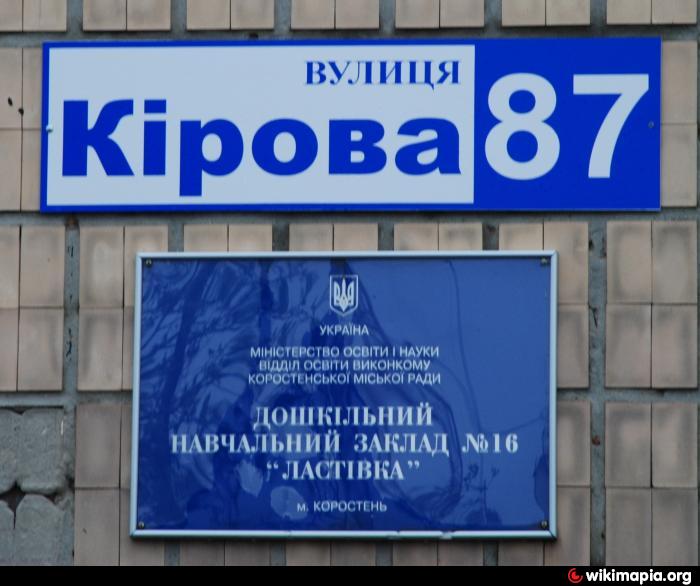 ВУЛИЦЯ
Кірова 87
УКРАЇНА
МІНІСТЕРСТВО ОСВІТИ І НАУКИ
ВІДДІЛ ОСВІТИ ВИКОНКОМУ
КОРОСТЕНСЬКОЇ МІСЬКОЇ РАДИ
ДОШКІЛЬНИЙ
НАВЧАЛЬНИЙ ЗАКЛАД №16
“ЛАСТІВКА”
м. КОРОСТЕНЬ
wikimapia.org